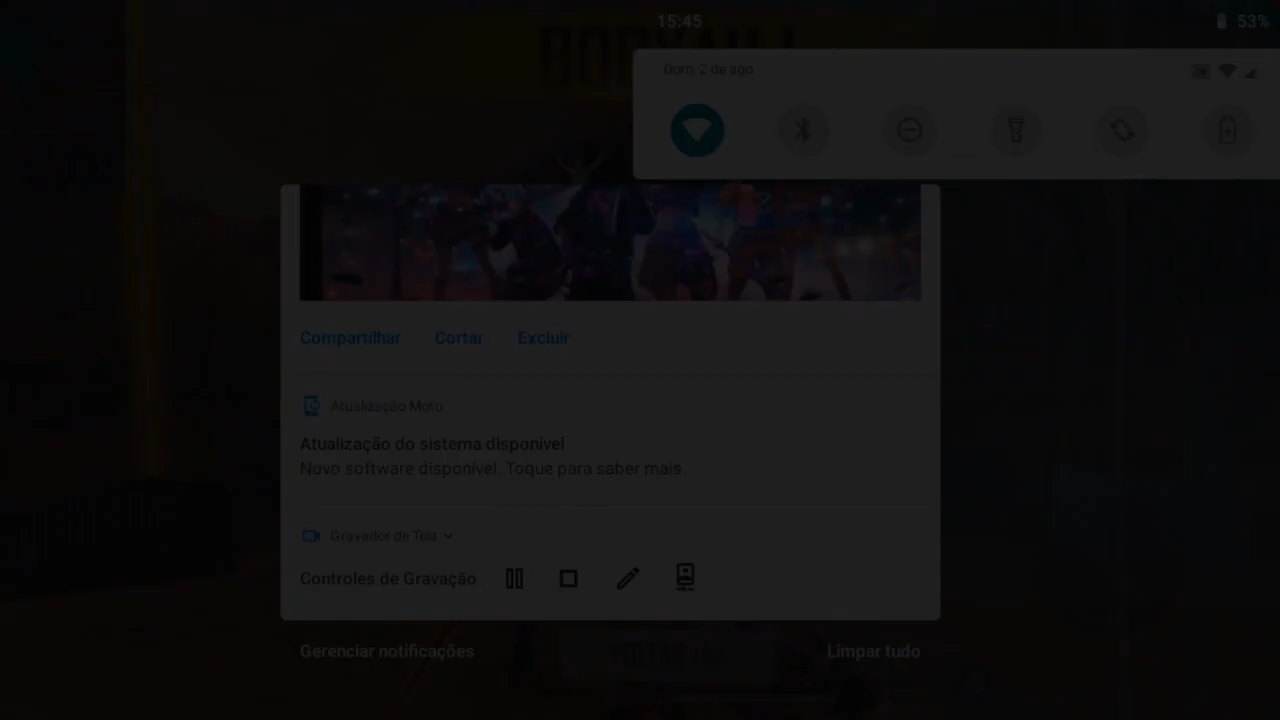 15:45
53%
Dom, 2 de ago
Compartilhar Cortar Excluir
Atualização Moto
Atualização do sistema disponível
Novo software disponível. Toque para saber mais.
Gravador de Tela
Controles de Gravação
Gerenciar notificações
Limpar tudo